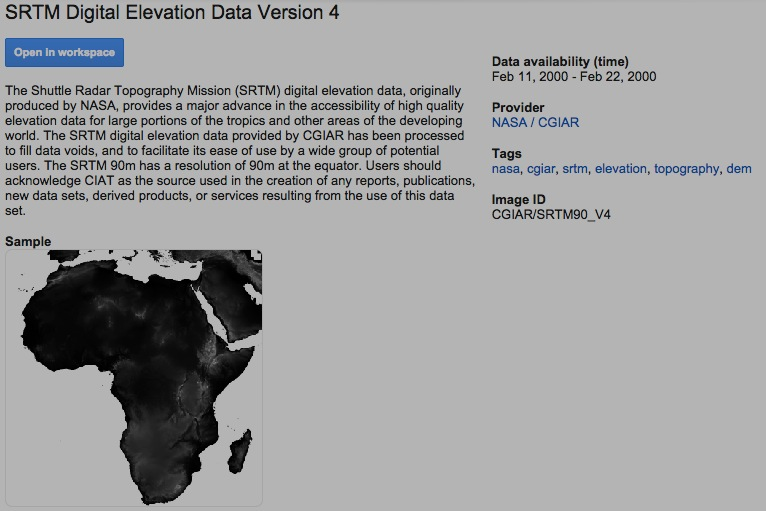 SRTM Digital Elevation Data Version 4
Open in workspace
The Shuttle Radar Topography Mission (SRTM) digital elevation data, originally
produced by NASA, provides a major advance in the accessibility of high quality
elevation data for large portions of the tropics and other areas of the developing
world. The SRTM digital elevation data provided by CGIAR has been processed
to fill data voids, and to facilitate its ease of use by a wide group of potential
users. The SRTM 90m has a resolution of 90m at the equator. Users should
acknowledge CIAT as the source used in the creation of any reports, publications,
new data sets, derived products, or services resulting from the use of this data
set.
Sample
Data availability (time)
Feb 11, 2000 - Feb 22, 2000
Provider
NASA / CGIAR
Tags
nasa, cgiar, srtm, elevation, topography, dem
Image ID
CGIAR/SRTM90_V4